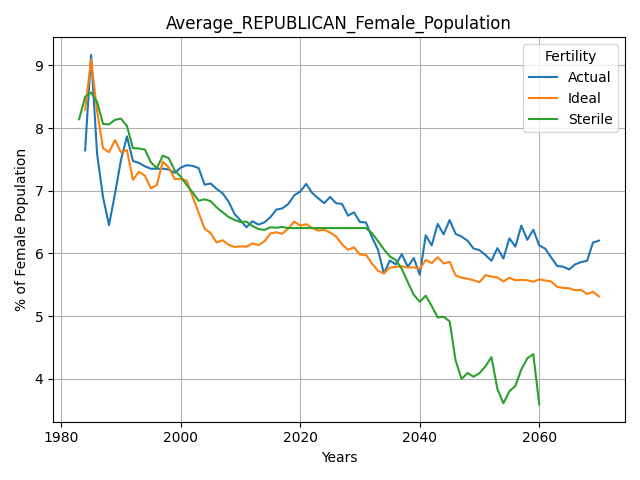 Average_REPUBLICAN_Female_Population
Fertility
Actual
Ideal
Sterile
% of Female Population
9
8
7
6
5
4
1980 2000 2020 2040 2060
Years